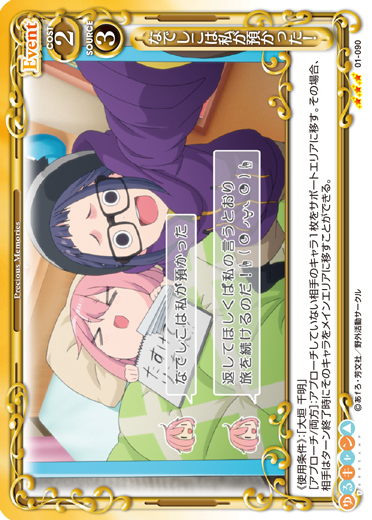 Event
COST
2
SOURCE
3
なでしこは私が預かった!
Precious Memories
たすけて
なでしこは私が預かった
返してほしくば私の言うとおり
旅を続けるのだ!
《使用条件》:「大垣 千明」
[アプローチ/両方]:アプローチしていない相手のキャラ1枚をサポートエリアに移す。その場合、
相手はターン終了時にそのキャラをメインエリアに移すことができる。
ゆるキャン△
©あfろ・芳文社/野外活動サークル
01-090